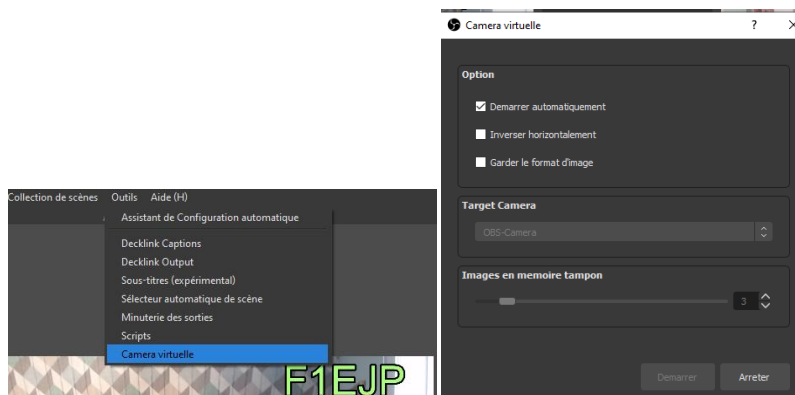 Collection de scènes Outils Aide (H)
Assistant de Configuration automatique
Decklink Captions
Decklink Output
Sous-titres (expérimental)
Sélecteur automatique de scène
Minuterie des sorties
Scripts
Camera virtuelle
F1EJP
Camera virtuelle ?
Option
Demarrer automatiquement
Inverser horizontalement
Garder le format d'image
Target Camera
OBS-Camera
Images en memoire tampon
3
Demarrer Arreter